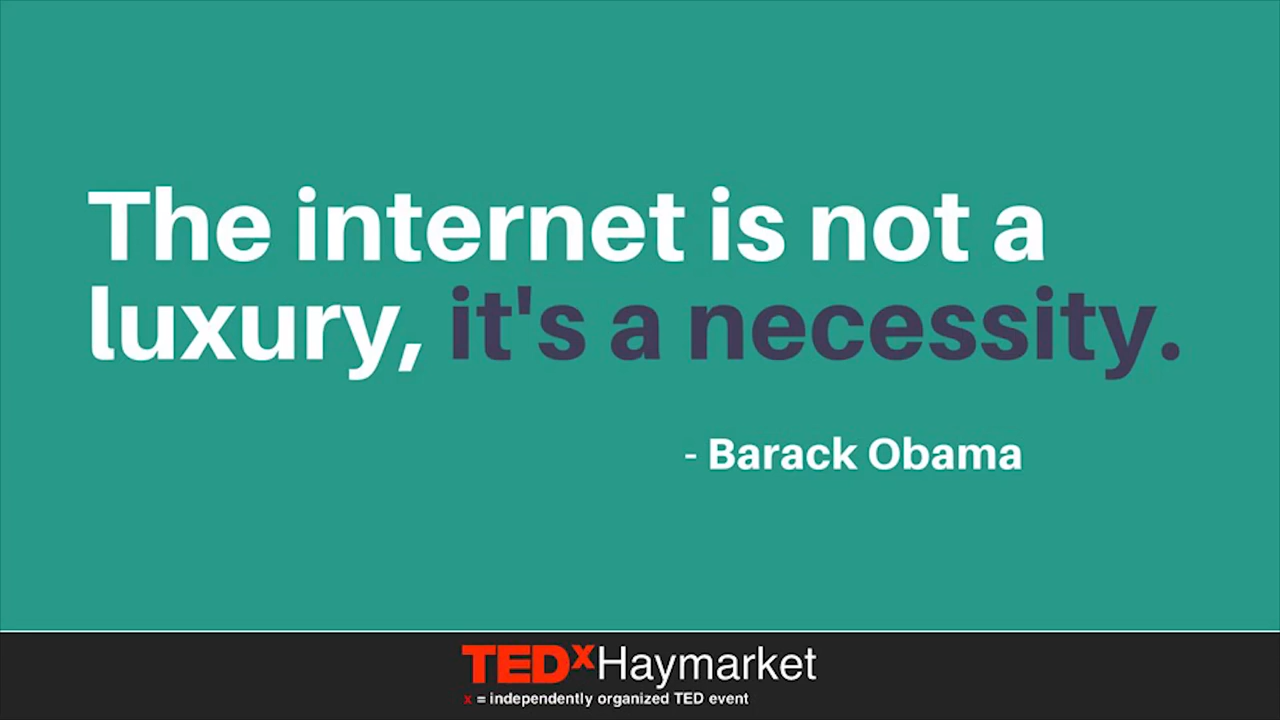 The internet is not a
luxury, it's a necessity.
- Barack Obama
TEDxHaymarket
x = independently organized TED event